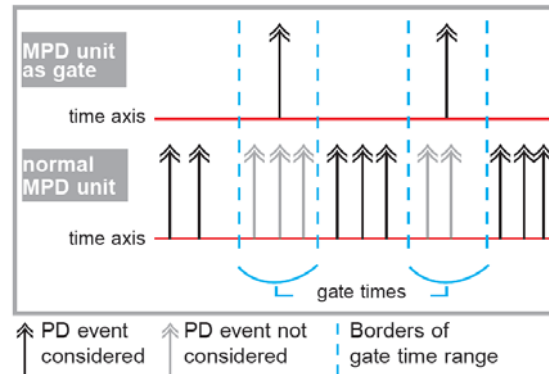 MPD unit
as gate
time axis
normal
MPD unit
time axis
gate times
PD event
considered
PD event not
considered
Borders of
gate time range